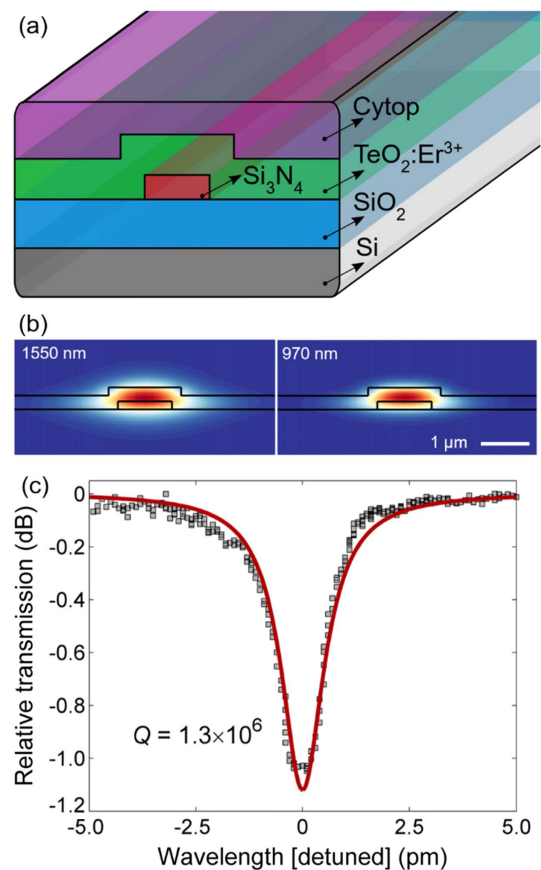 (a)
Cytop
TeO₂:Er³⁺
Si₃N₄
SiO₂
Si
(b)
1550 nm
970 nm
1 μm
(c)
Relative transmission (dB)
0
-0.2
-0.4
-0.6
-0.8
-1.0
-1.2
Q = 1.3×10⁶
-5.0 -2.5 0 2.5 5.0
Wavelength [detuned] (pm)